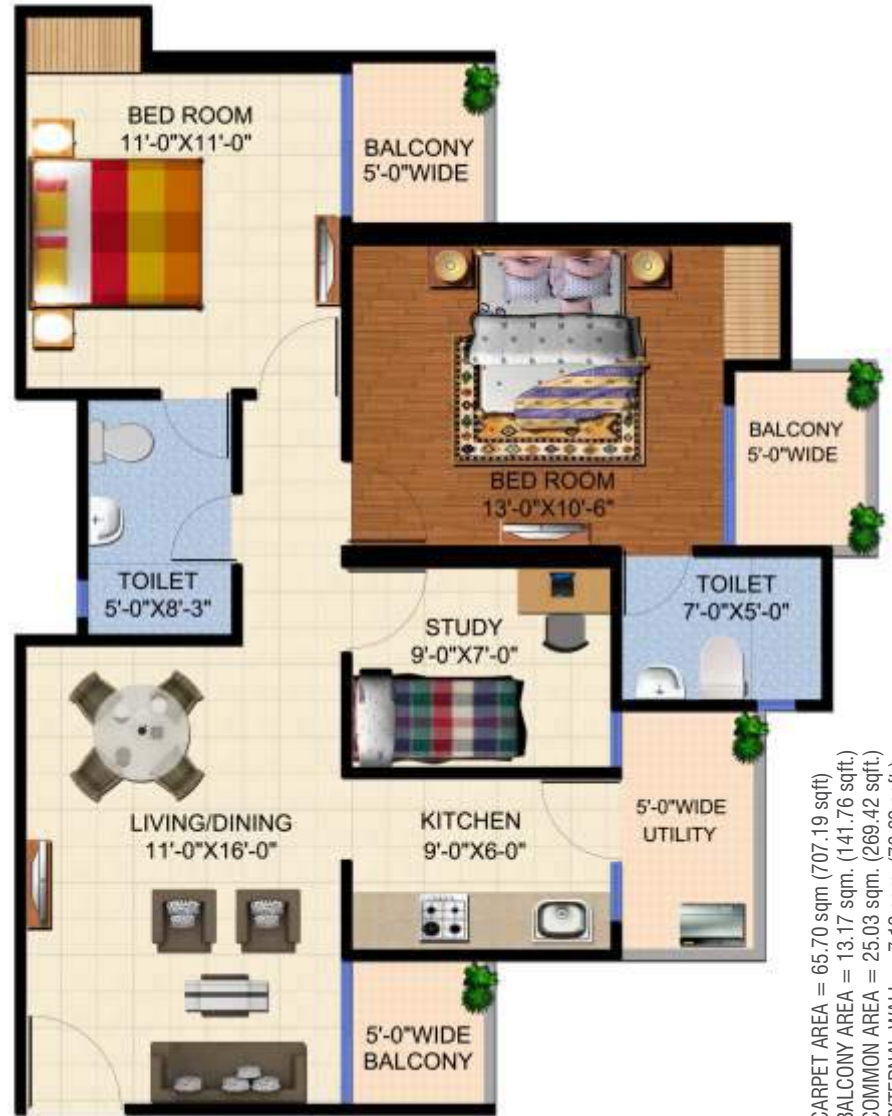 BED ROOM
11'-0"X11'-0"
BALCONY
5'-0"WIDE
BED ROOM
13'-0"X10'-6"
BALCONY
5'-0"WIDE
TOILET
5'-0"X8'-3"
STUDY
9'-0"X7'-0"
TOILET
7'-0"X5'-0"
LIVING/DINING
11'-0"X16'-0"
KITCHEN
9'-0"X6-0"
5'-0"WIDE
UTILITY
5'-0"WIDE
BALCONY
CARPET AREA = 65.70 sqm (707.19 sqft)
BALCONY AREA = 13.17 sqm. (141.76 sqft.)
COMMON AREA = 25.03 sqm. (269.42 sqft.)